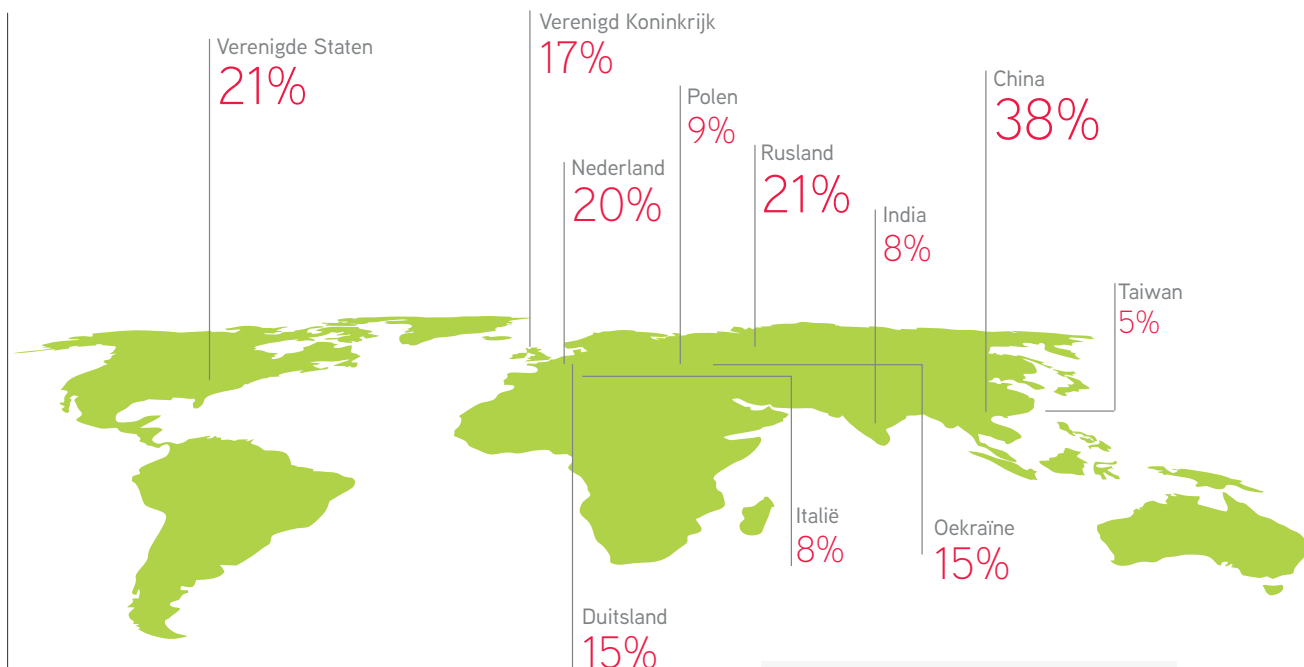 Verenigde Staten
21%
Verenigd Koninkrijk
17%
Nederland
20%
Polen
9%
Rusland
21%
India
8%
China
38%
Taiwan
5%
Italië
8%
Oekraïne
15%
Duitsland
15%